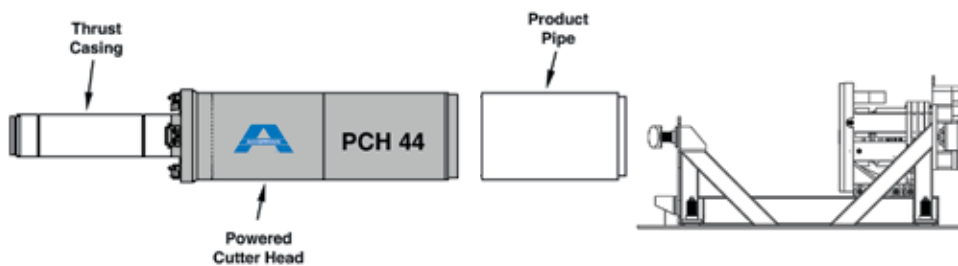 Thrust
Casing
Product
Pipe
PCH 44
Powered
Cutter Head